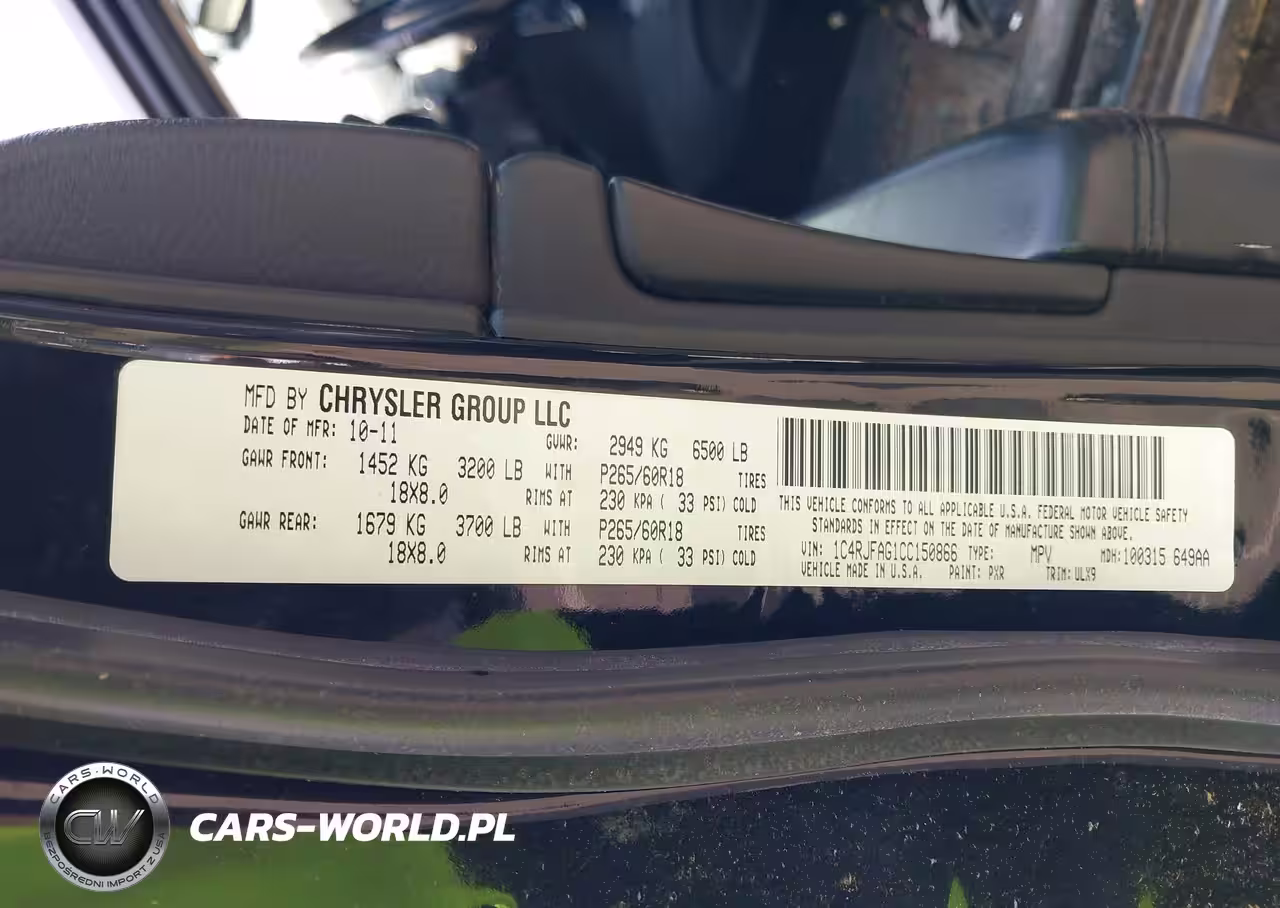 MFD BY CHRYSLER GROUP LLC
DATE OF MFR: 10-11 GVWR: 2949 KG 6500 LB
GAWR FRONT: 1452 KG 3200 LB WITH P265/60R18 TIRES
18X8.0 RIMS AT 230 KPA ( 33 PSI) COLD
GAWR REAR: 1679 KG 3700 LB WITH P265/60R18 TIRES
18X8.0 RIMS AT 230 KPA ( 33 PSI) COLD
THIS VEHICLE CONFORMS TO ALL APPLICABLE U.S.A. FEDERAL MOTOR VEHICLE SAFETY
STANDARDS IN EFFECT ON THE DATE OF MANUFACTURE SHOWN ABOVE.
VIN: 1C4RJFAG1CC150866 TYPE: MPV MDH:100315 649AA
VEHICLE MADE IN U.S.A. PAINT: PXR TRIM: ULX9
CARS-WORLD
CW
BEZPOŚREDNI IMPORT Z USA
CARS-WORLD.PL